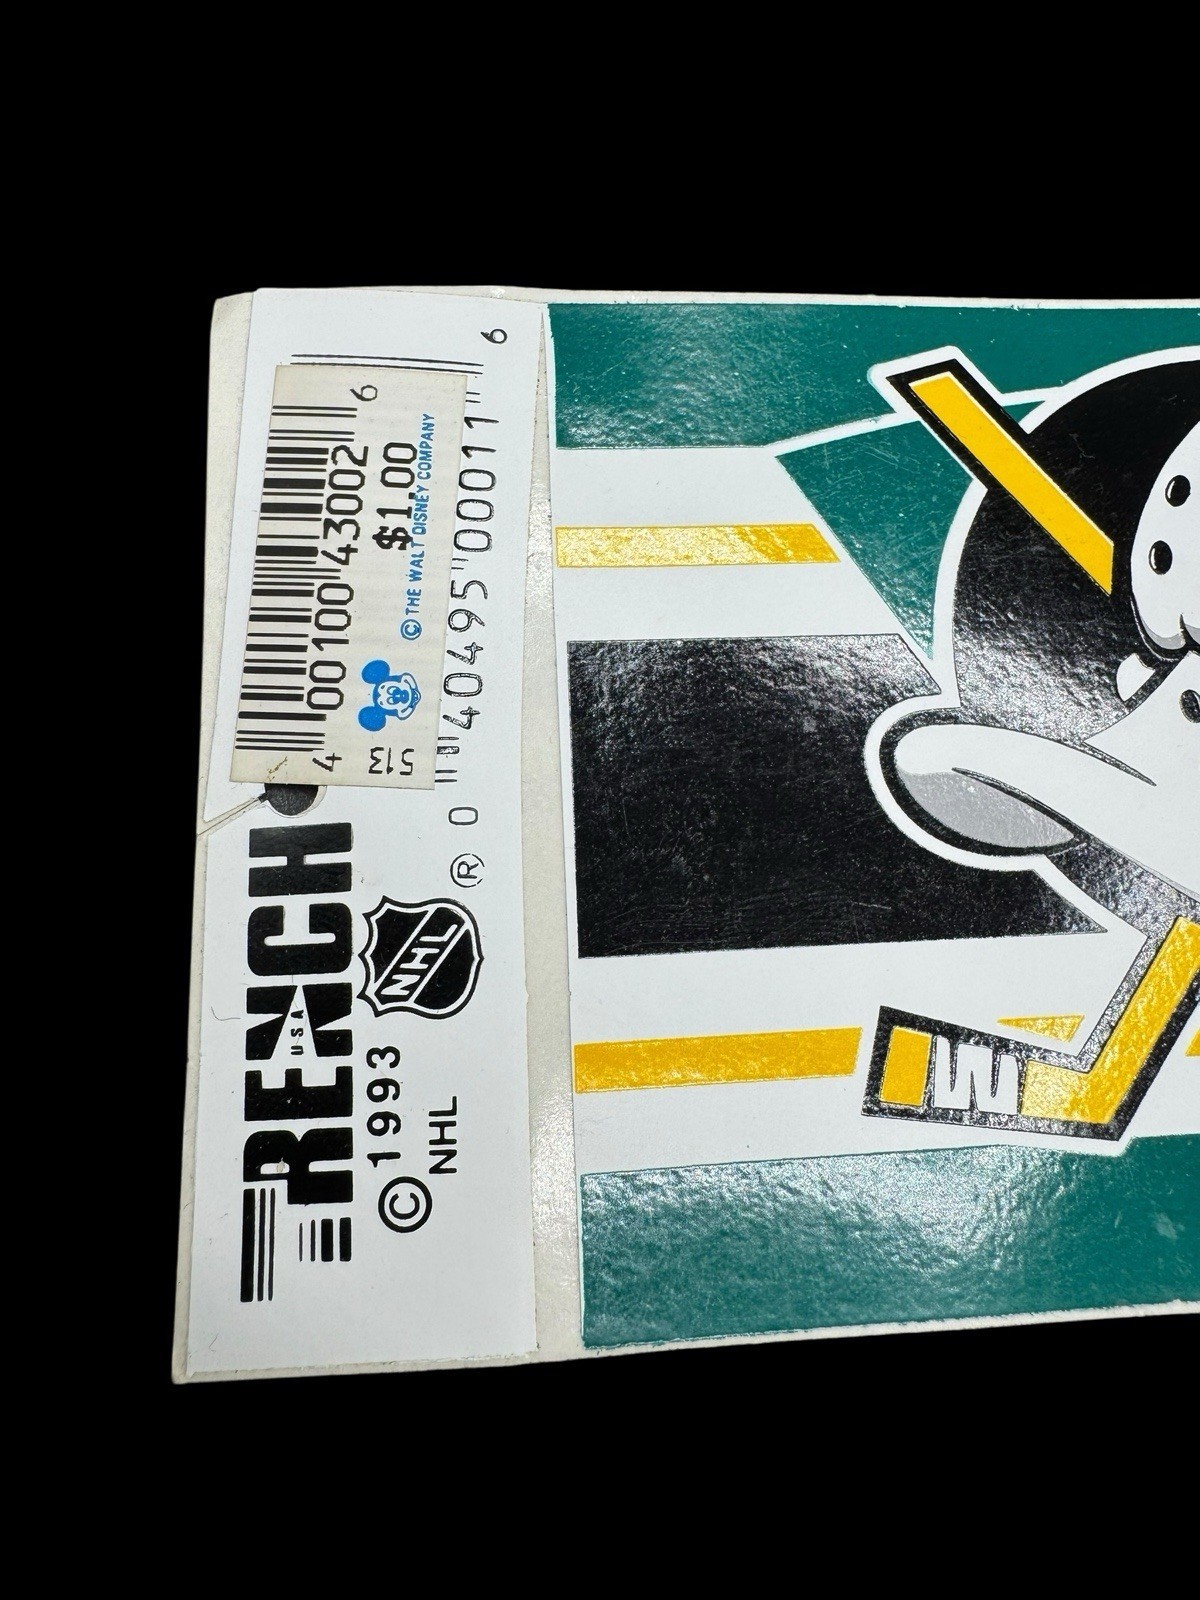 4 00100"43002 6
513
$1.00
© THE WALT DISNEY COMPANY
0 40495"00011" 6
RENCH
USA
NHL
®
© 1993
NHL